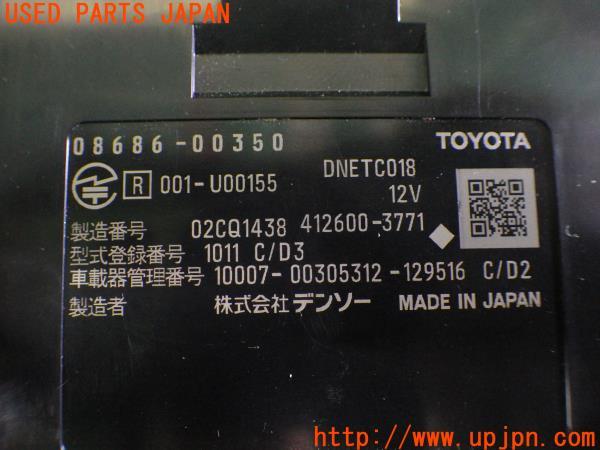 USED PARTS JAPAN
08686-00350 TOYOTA
R 001-U00155 DNETC018
12V
製造番号 02CQ1438 412600-3771
型式登録番号 1011 C/D3
車載器管理番号 10007-00305312-129516 C/D2
製造者 株式会社デンソー MADE IN JAPAN
UPJ
http://www.upjpn.com